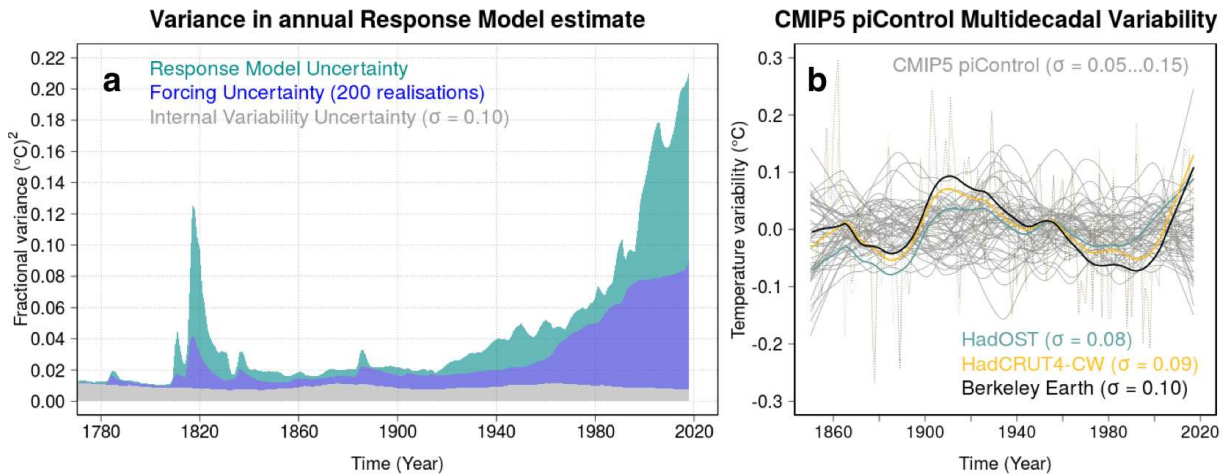 Variance in annual Response Model estimate
a
Response Model Uncertainty
Forcing Uncertainty (200 realisations)
Internal Variability Uncertainty (σ = 0.10)
Fractional variance (°C)²
0.22
0.20
0.18
0.16
0.14
0.12
0.10
0.08
0.06
0.04
0.02
0.00
1780
1820
1860
1900
1940
1980
2020
Time (Year)
CMIP5 piControl Multidecadal Variability
b
CMIP5 piControl (σ = 0.05...0.15)
Temperature variability (°C)
0.3
0.2
0.1
0.0
-0.1
-0.2
-0.3
HadOST (σ = 0.08)
HadCRUT4-CW (σ = 0.09)
Berkeley Earth (σ = 0.10)
1860
1900
1940
1980
2020
Time (Year)